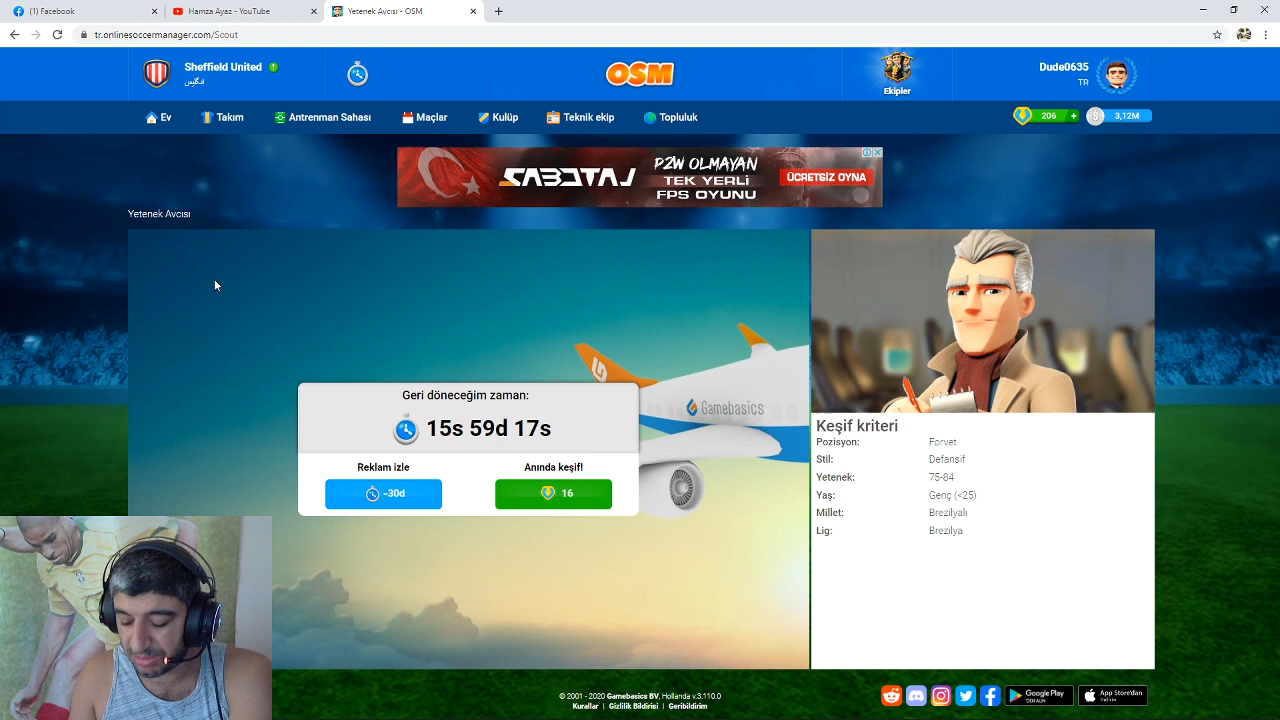 (1) Facebook
Hamza Ayaz - YouTube
Yetenek Avcısı - OSM
tr.onlinesoccermanager.com/Scout
Sheffield United
انگلیس
OSM
Ekipler
Dude0635
TR
Ev
Takım
Antrenman Sahası
Maçlar
Kulüp
Teknik ekip
Topluluk
206 +
3,12M
SABOTAJ
P2W OLMAYAN
TEK YERLİ
FPS OYUNU
ÜCRETSİZ OYNA
Yetenek Avcısı
Gamebasics
Geri döneceğim zaman:
15s 59d 17s
Reklam izle
Anında keşif!
-30d
16
Keşif kriteri
Pozisyon: Forvet
Stil: Defansif
Yetenek: 75-84
Yaş: Genç (<25)
Millet: Brezilyalı
Lig: Brezilya
© 2001 - 2020 Gamebasics BV, Hollanda v.3.110.0
Kurallar | Gizlilik Bildirisi | Geribildirim
Google Play
'DEN ALIN
App Store'dan
İndirin